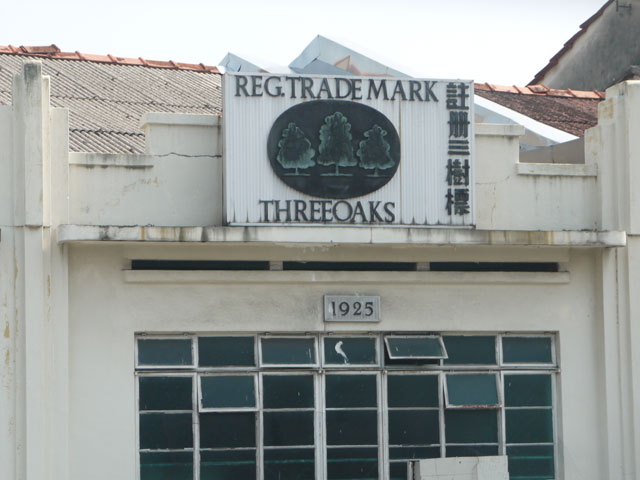 REG.TRADE MARK
THREEOAKS
註冊三樹標
1925